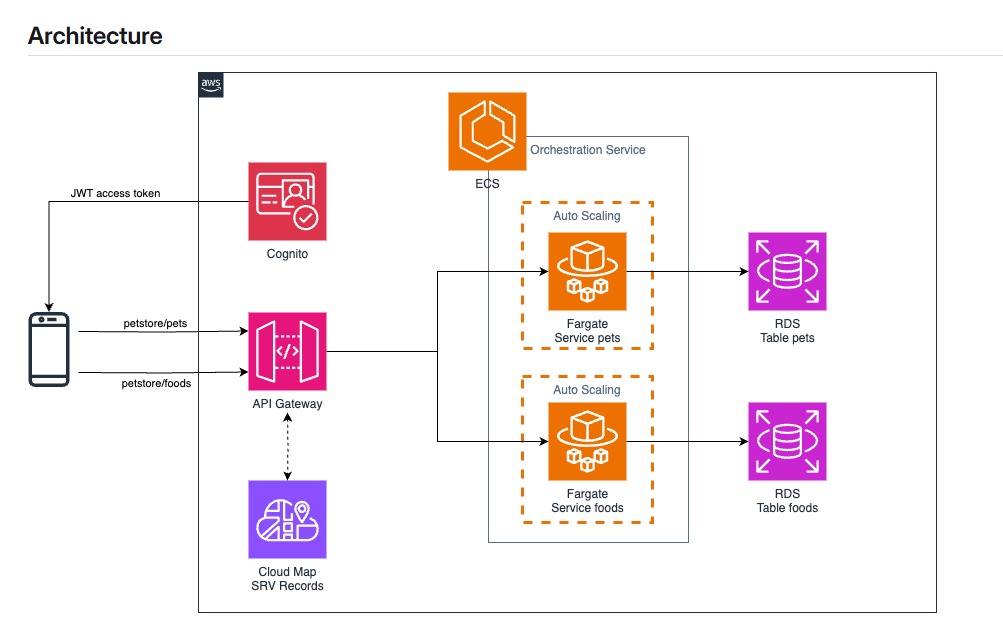 Architecture
aws
ECS
Orchestration Service
JWT access token
Cognito
Auto Scaling
Fargate
Service pets
RDS
Table pets
petstore/pets
petstore/foods
API Gateway
Auto Scaling
Fargate
Service foods
RDS
Table foods
Cloud Map
SRV Records